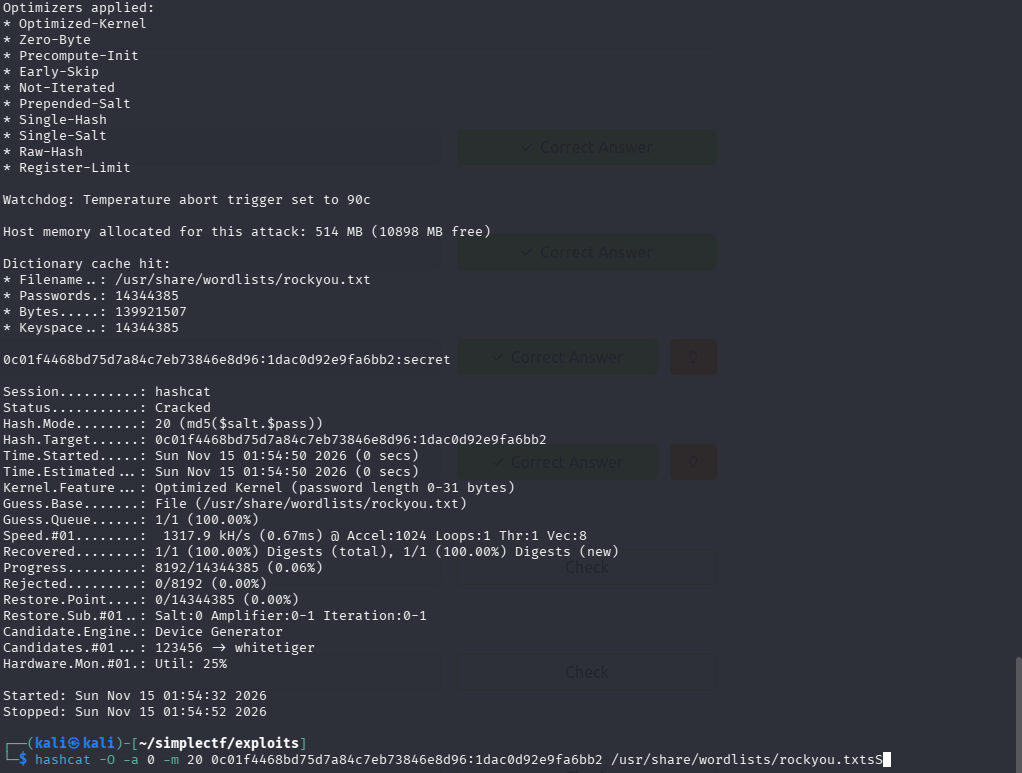 Optimizers applied:
* Optimized-Kernel
* Zero-Byte
* Precompute-Init
* Early-Skip
* Not-Iterated
* Prepended-Salt
* Single-Hash
* Single-Salt
* Raw-Hash
✓ Correct Answer
* Register-Limit
Watchdog: Temperature abort trigger set to 90c
Host memory allocated for this attack: 514 MB (10898 MB free)
✓ Correct Answer
Dictionary cache hit:
* Filename..: /usr/share/wordlists/rockyou.txt
* Passwords.: 14344385
* Bytes.....: 139921507
* Keyspace..: 14344385
0c01f4468bd75d7a84c7eb73846e8d96:1dac0d92e9fa6bb2:secret
✓ Correct Answer
Session..........: hashcat
Status...........: Cracked
Hash.Mode........: 20 (md5($salt.$pass))
Hash.Target......: 0c01f4468bd75d7a84c7eb73846e8d96:1dac0d92e9fa6bb2
Time.Started.....: Sun Nov 15 01:54:50 2026 (0 secs)
✓ Correct Answer
Time.Estimated...: Sun Nov 15 01:54:50 2026 (0 secs)
Kernel.Feature...: Optimized Kernel (password length 0-31 bytes)
Guess.Base.......: File (/usr/share/wordlists/rockyou.txt)
Guess.Queue......: 1/1 (100.00%)
Speed.#01........:  1317.9 kH/s (0.67ms) @ Accel:1024 Loops:1 Thr:1 Vec:8
Recovered........: 1/1 (100.00%) Digests (total), 1/1 (100.00%) Digests (new)
Progress.........: 8192/14344385 (0.06%)
Check
Rejected.........: 0/8192 (0.00%)
Restore.Point....: 0/14344385 (0.00%)
Restore.Sub.#01..: Salt:0 Amplifier:0-1 Iteration:0-1
Candidate.Engine.: Device Generator
Candidates.#01...: 123456 -> whitetiger
Hardware.Mon.#01.: Util: 25%
Check
Started: Sun Nov 15 01:54:32 2026
Stopped: Sun Nov 15 01:54:52 2026
┌──(kali㉿kali)-[~/simplectf/exploits]
└─$ hashcat -O -a 0 -m 20 0c01f4468bd75d7a84c7eb73846e8d96:1dac0d92e9fa6bb2 /usr/share/wordlists/rockyou.txtsS